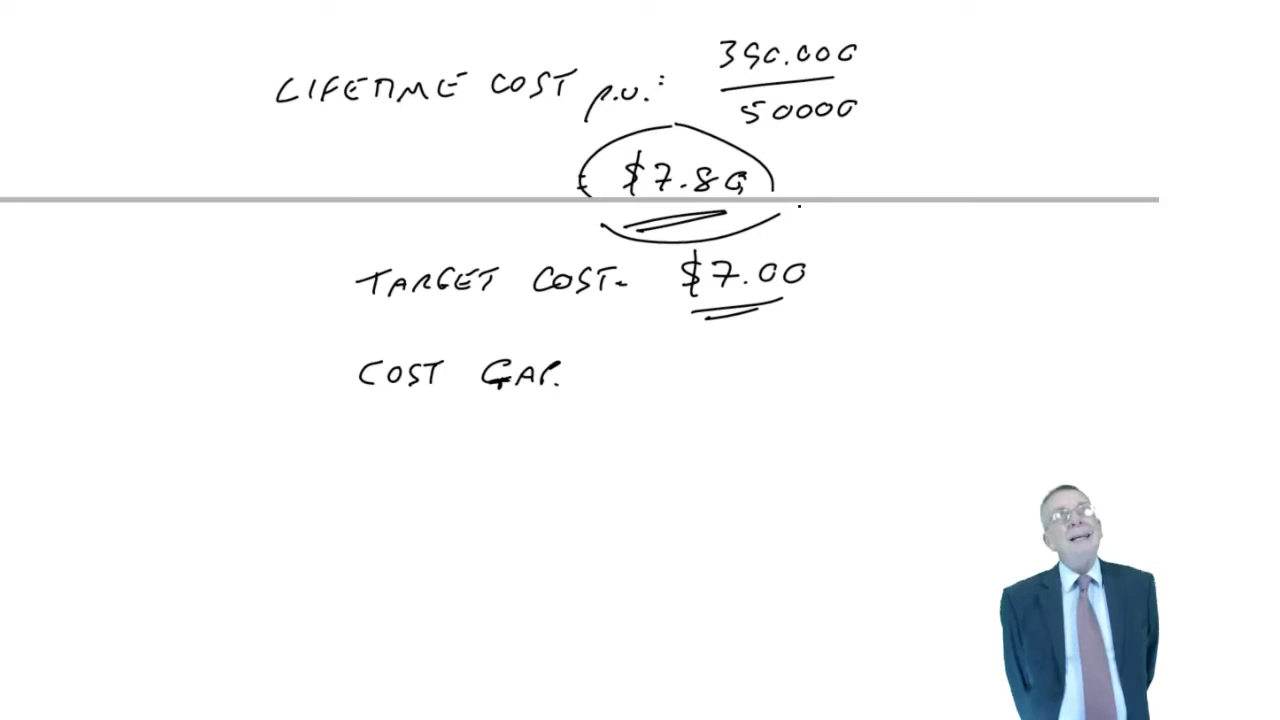 LIFETIME COST p.u.: 390.000
50000
= $7.80
TARGET COST = $7.00
COST GAP.